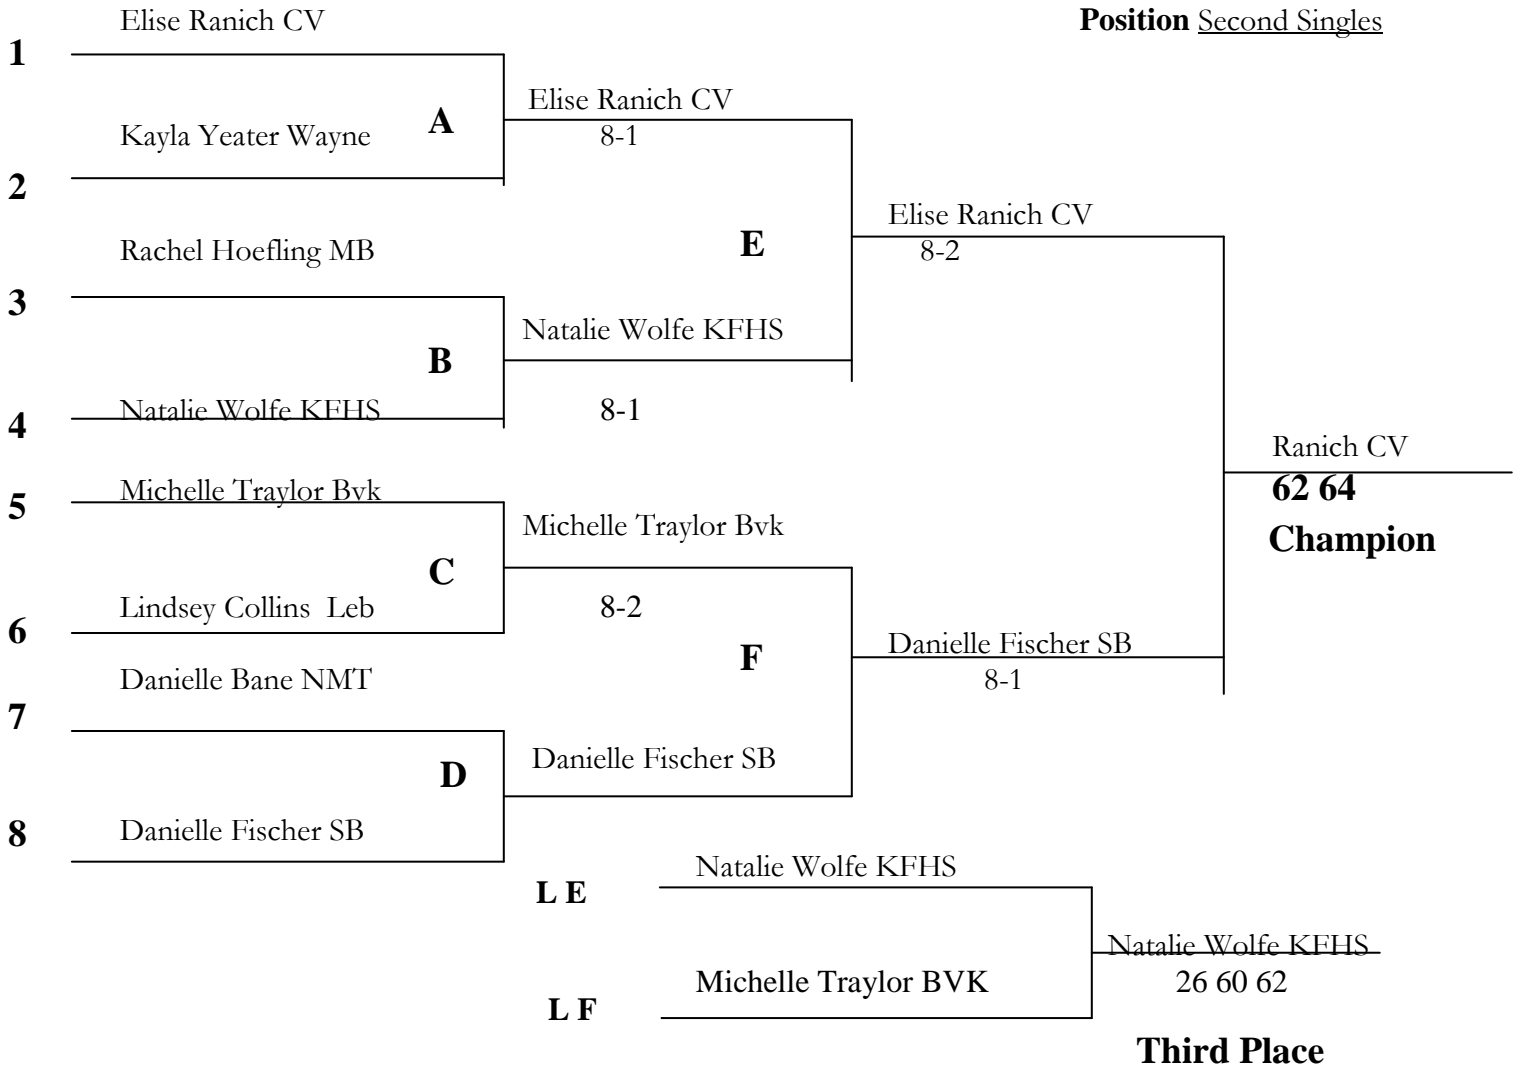 Elise Ranich CV
Position Second Singles
1
Elise Ranich CV
A
Kayla Yeater Wayne
8-1
2
Elise Ranich CV
Rachel Hoefling MB
E
8-2
3
Natalie Wolfe KFHS
B
Natalie Wolfe KFHS
8-1
4
Ranich CV
Michelle Traylor Bvk
62 64
5
Michelle Traylor Bvk
Champion
C
Lindsey Collins  Leb
8-2
6
Danielle Fischer SB
F
Danielle Bane NMT
8-1
7
Danielle Fischer SB
D
Danielle Fischer SB
8
Natalie Wolfe KFHS
L E
Natalie Wolfe KFHS
Michelle Traylor BVK
26 60 62
L F
Third Place